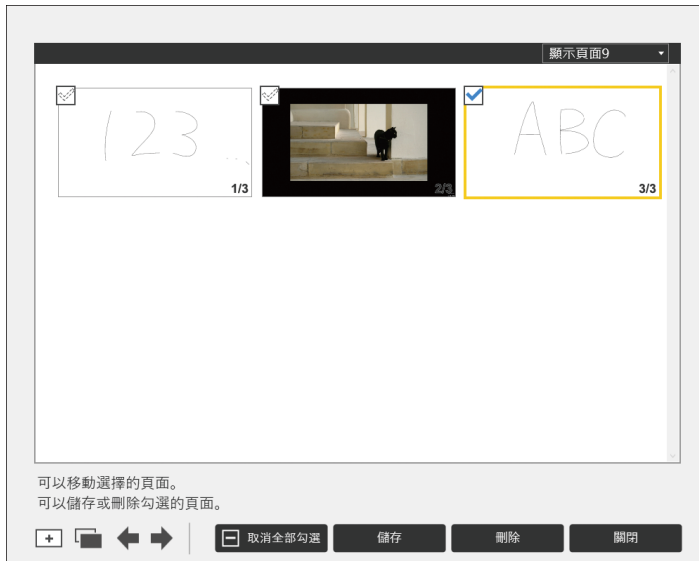 顯示頁面9
123...
1/3
2/3
ABC
3/3
可以移動選擇的頁面。
可以儲存或刪除勾選的頁面。
取消全部勾選
儲存
刪除
關閉